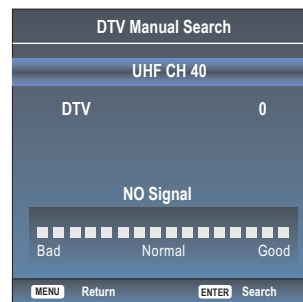 DTV Manual Search
UHF CH 40
DTV 0
NO Signal
Bad Normal Good
MENU Return ENTER Search